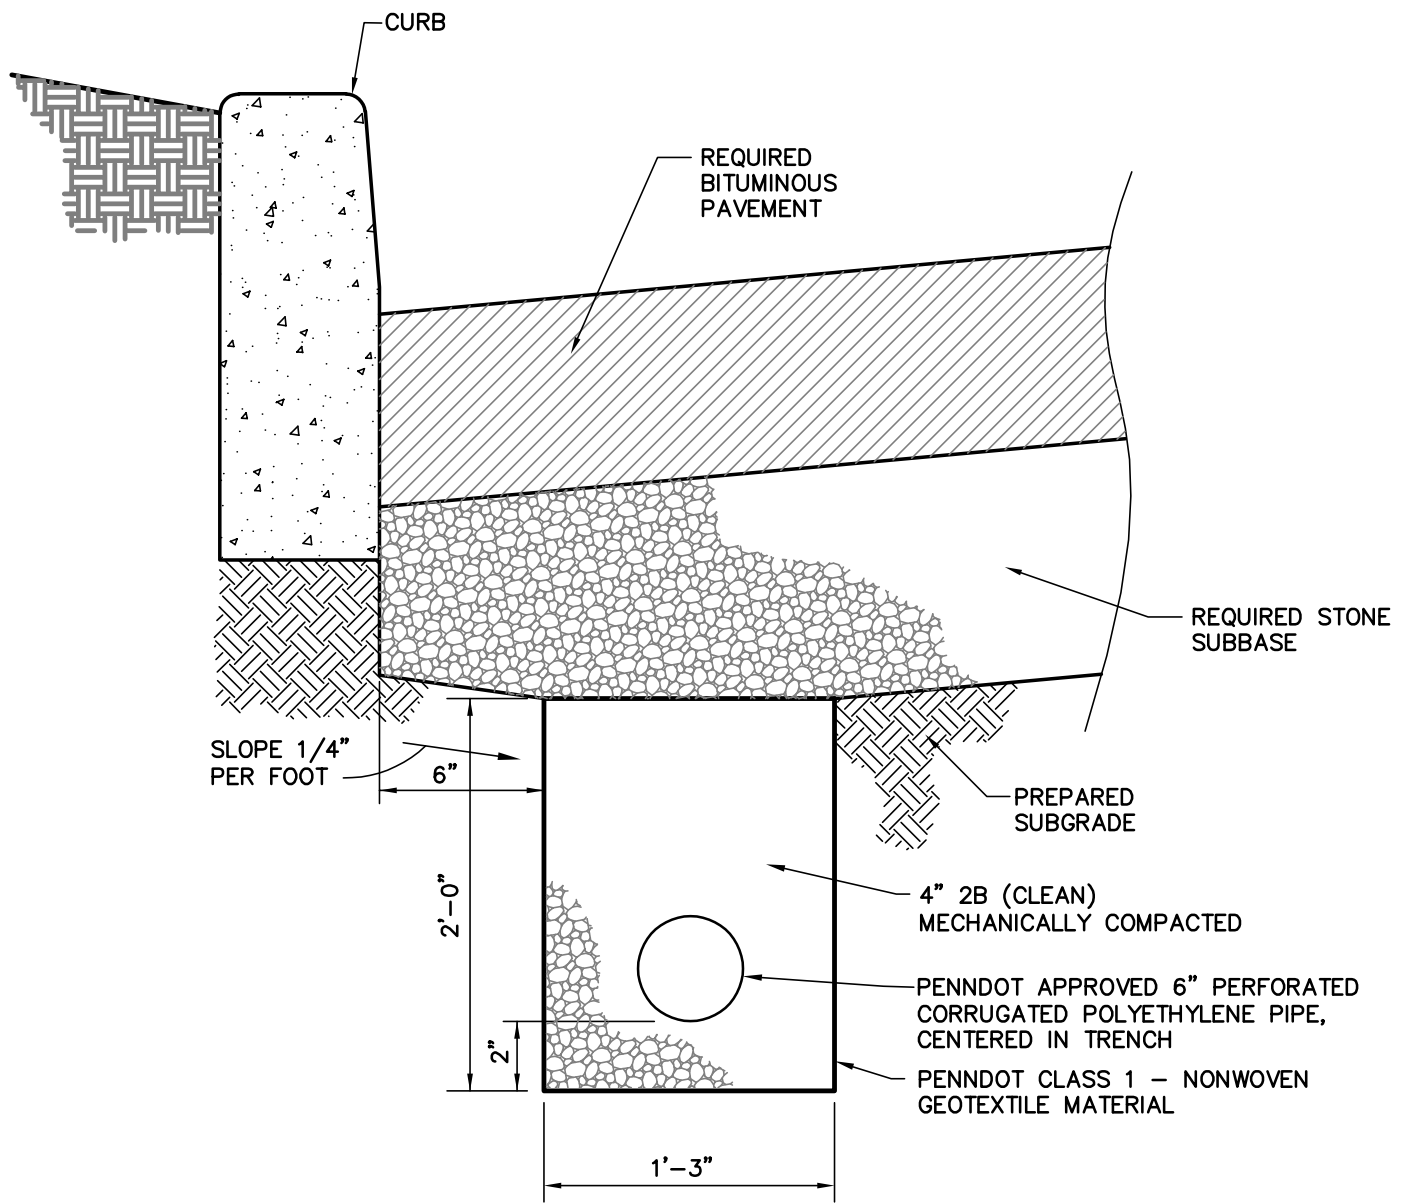 CURB
REQUIRED
BITUMINOUS
PAVEMENT
REQUIRED STONE
SUBBASE
SLOPE 1/4"
PER FOOT
6"
PREPARED
SUBGRADE
2'-0"
4" 2B (CLEAN)
MECHANICALLY COMPACTED
PENNDOT APPROVED 6" PERFORATED
CORRUGATED POLYETHYLENE PIPE,
CENTERED IN TRENCH
2"
PENNDOT CLASS 1 - NONWOVEN
GEOTEXTILE MATERIAL
1'-3"